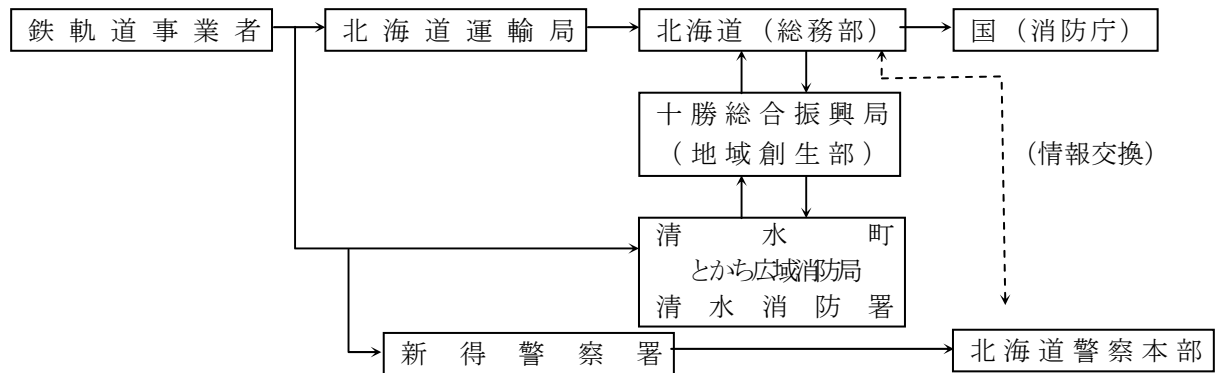 鉄軌道事業者
北海道運輸局
北海道（総務部）
国（消防庁）
十勝総合振興局
（地域創生部）
（情報交換）
清水町
とかち広域消防局
清水消防署
新得警察署
北海道警察本部